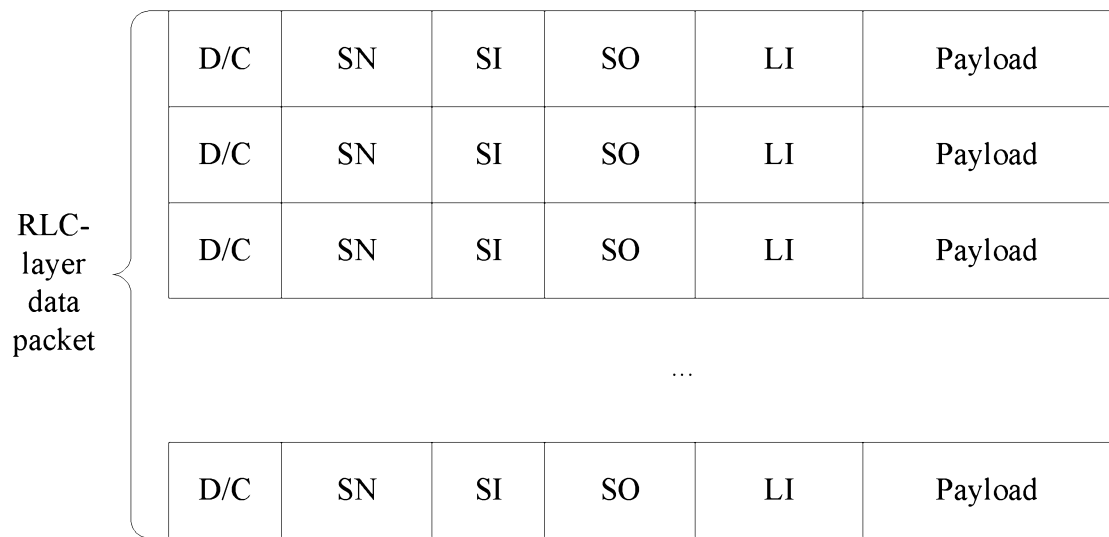 D/C SN SI SO LI Payload
D/C SN SI SO LI Payload
D/C SN SI SO LI Payload
RLC-
layer
data
packet
...
D/C SN SI SO LI Payload